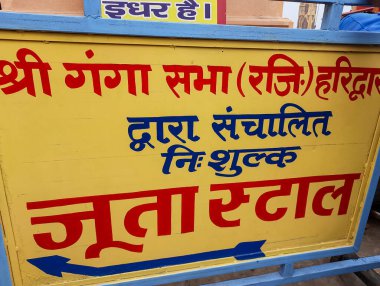 इधर है।
श्री गंगा सभा (रजिः) हरिद्वार
द्वारा संचालित
निःशुल्क
जूता स्टाल